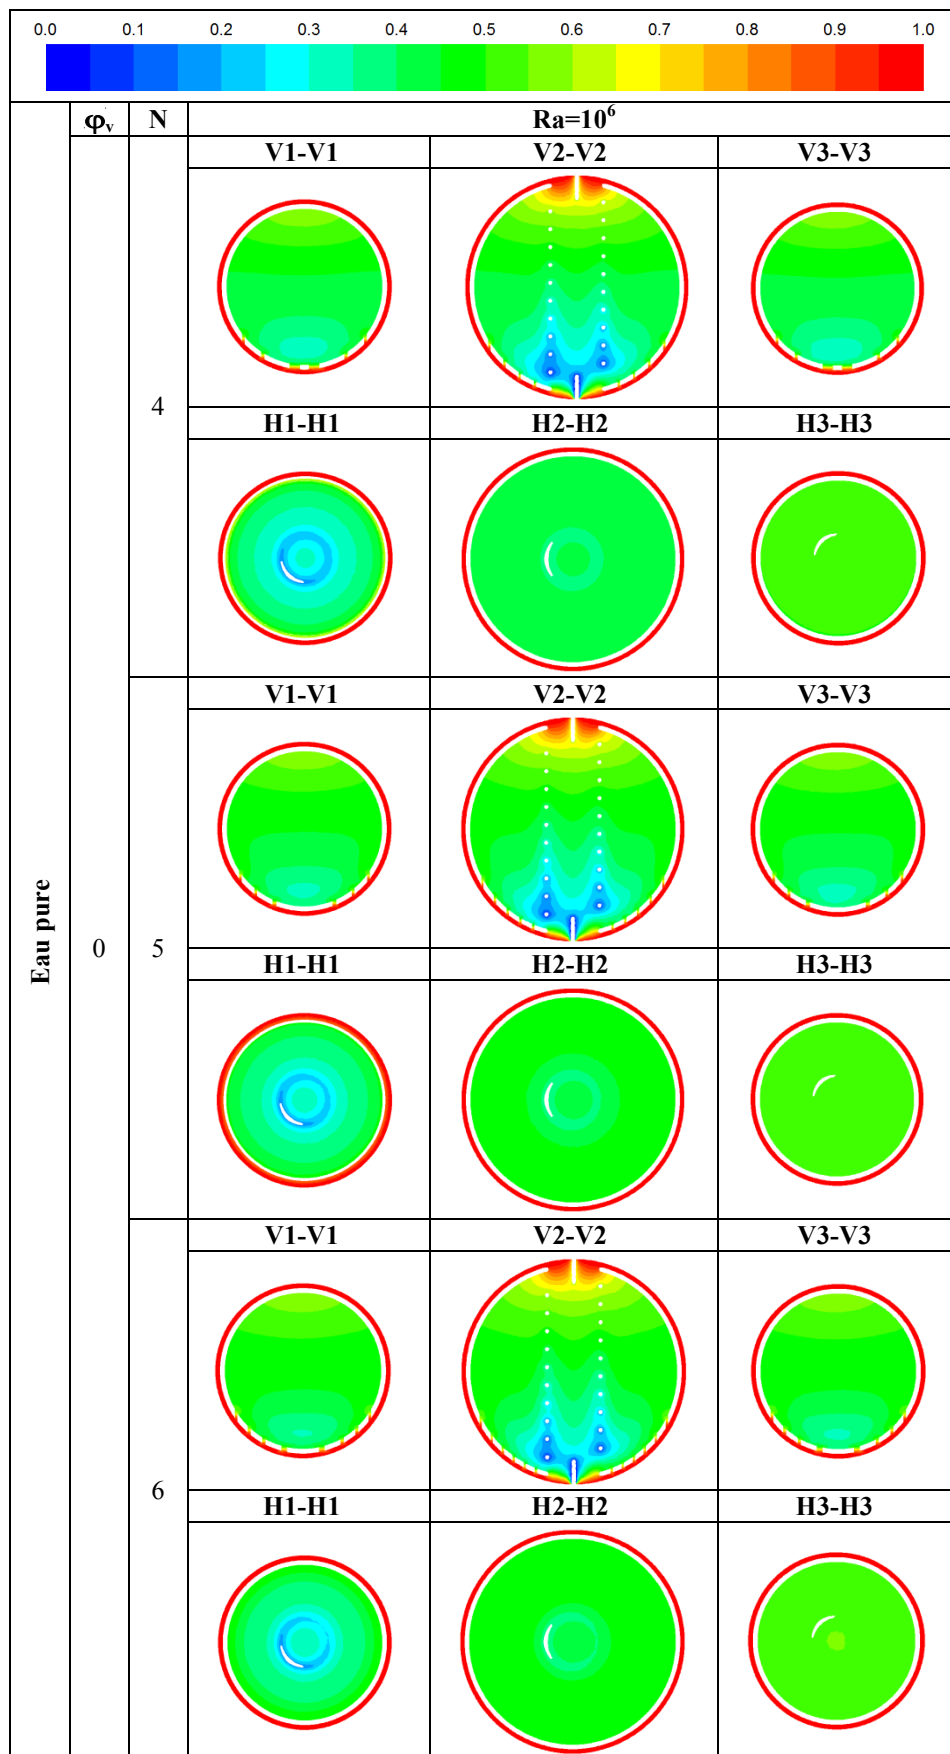 0.0 0.1 0.2 0.3 0.4 0.5 0.6 0.7 0.8 0.9 1.0
φv N Ra=10⁶
V1-V1 V2-V2 V3-V3
4
H1-H1 H2-H2 H3-H3
V1-V1 V2-V2 V3-V3
Eau pure 0 5
H1-H1 H2-H2 H3-H3
V1-V1 V2-V2 V3-V3
6
H1-H1 H2-H2 H3-H3